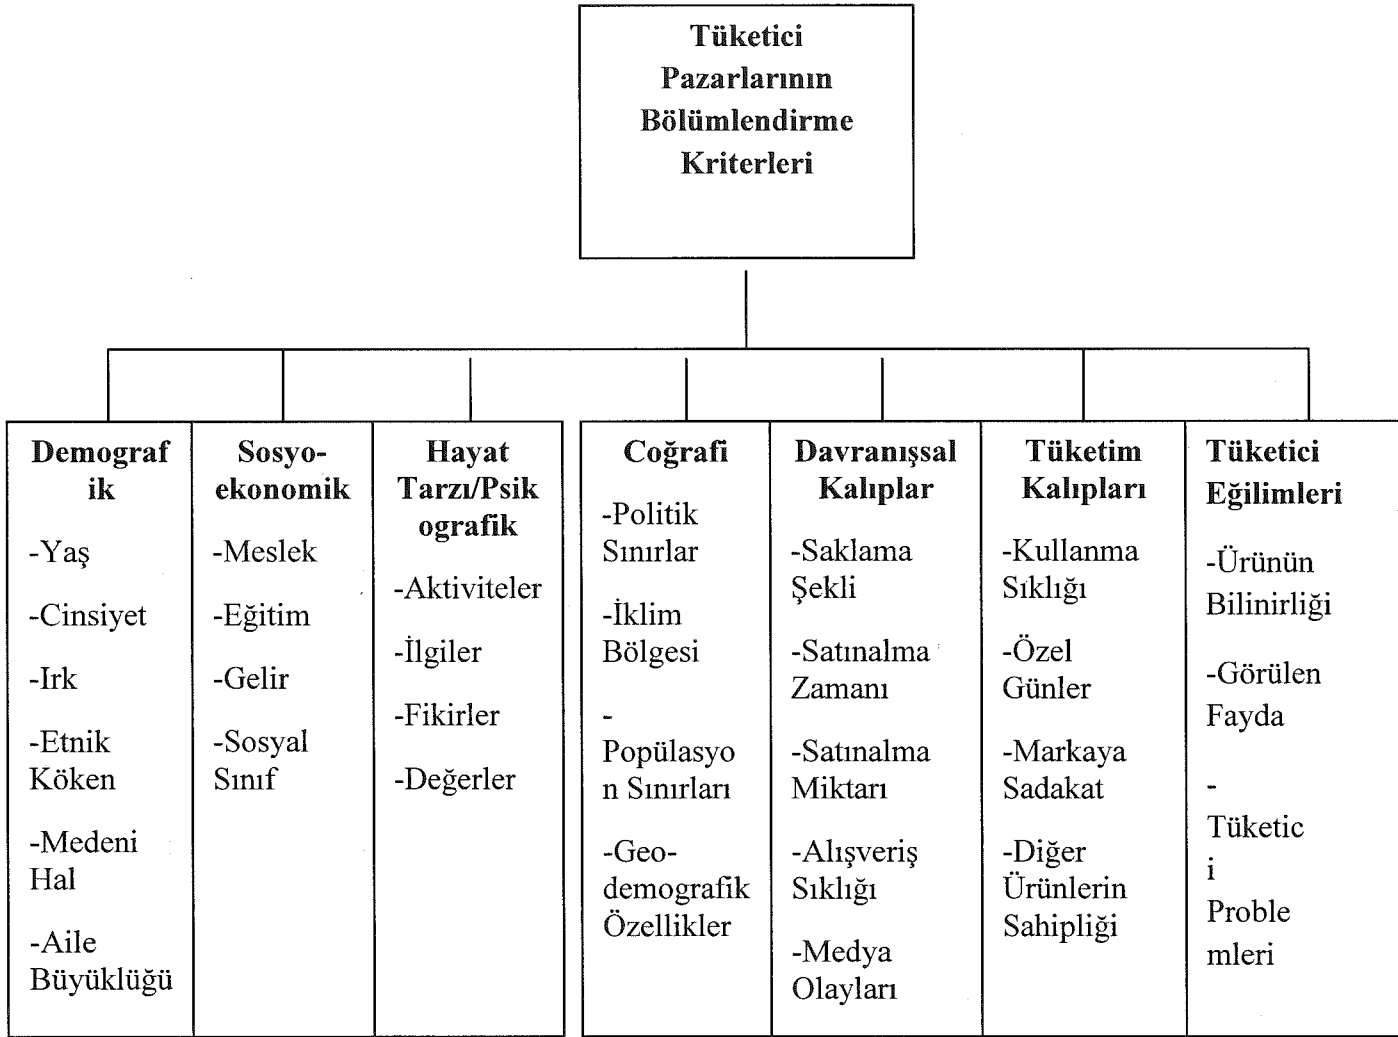 Tüketici
Pazarlarının
Bölümlendirme
Kriterleri
Demograf
ik
-Yaş
-Cinsiyet
-Irk
-Etnik
Köken
-Medeni
Hal
-Aile
Büyüklüğü
Sosyo-
ekonomik
-Meslek
-Eğitim
-Gelir
-Sosyal
Sınıf
Hayat
Tarzı/Psik
ografik
-Aktiviteler
-İlgiler
-Fikirler
-Değerler
Coğrafi
-Politik
Sınırlar
-İklim
Bölgesi
-
Popülasyo
n Sınırları
-Geo-
demografik
Özellikler
Davranışsal
Kalıplar
-Saklama
Şekli
-Satınalma
Zamanı
-Satınalma
Miktarı
-Alışveriş
Sıklığı
-Medya
Olayları
Tüketim
Kalıpları
-Kullanma
Sıklığı
-Özel
Günler
-Markaya
Sadakat
-Diğer
Ürünlerin
Sahipliği
Tüketici
Eğilimleri
-Ürünün
Bilinirliği
-Görülen
Fayda
-
Tüketic
i
Proble
mleri